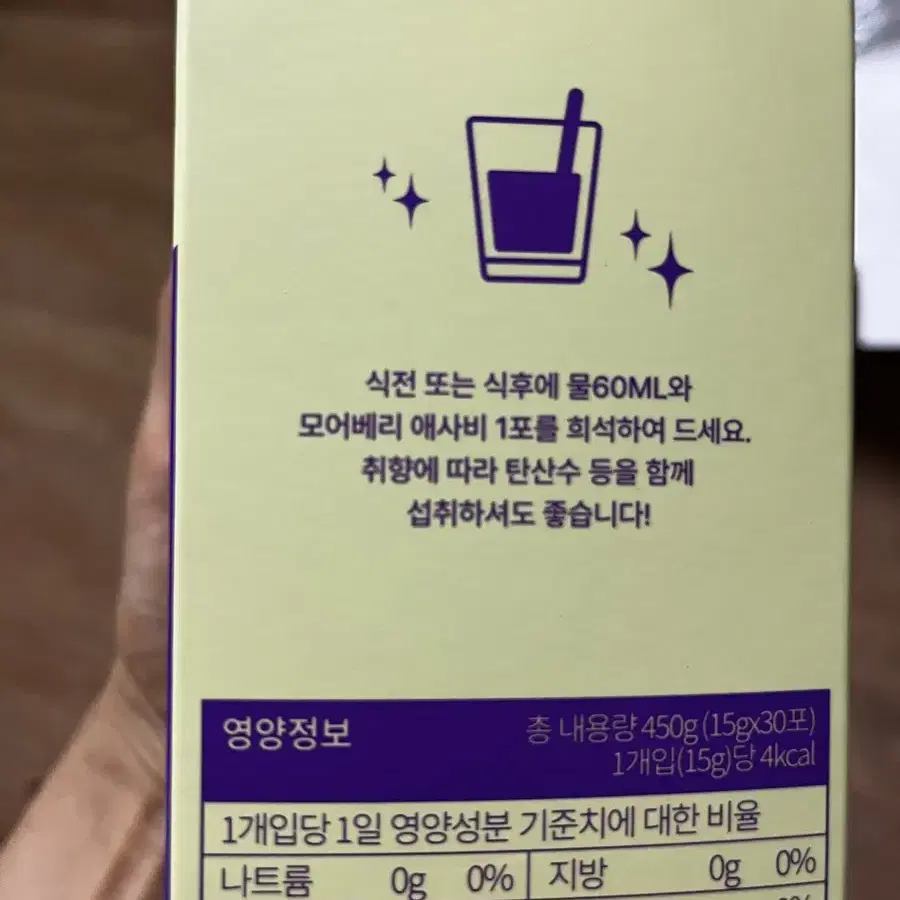 식전 또는 식후에 물60ML와
모어베리 애사비 1포를 희석하여 드세요.
취향에 따라 탄산수 등을 함께
섭취하셔도 좋습니다!
영양정보
총 내용량 450g (15gx30포)
1개입(15g)당 4kcal
1개입당 1일 영양성분 기준치에 대한 비율
나트륨 0g 0% 지방 0g 0%